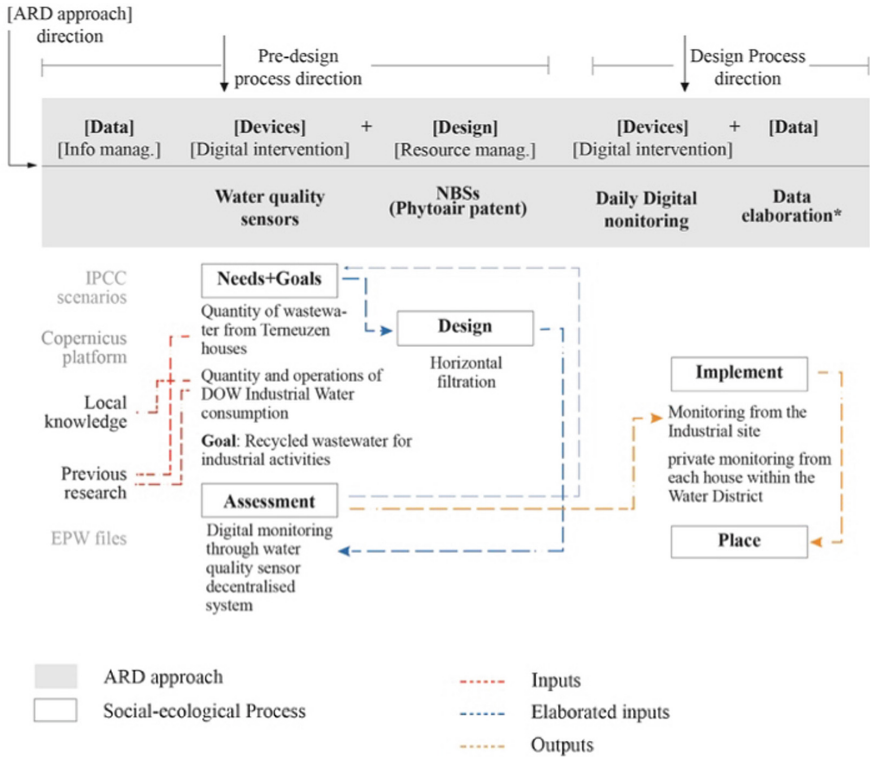 [ARD approach]
direction
Pre-design
process direction
Design Process
direction
[Data]
[Info manag.]
[Devices]
[Digital intervention]
+
[Design]
[Resource manag.]
[Devices]
[Digital intervention]
+
[Data]
Water quality
sensors
NBSs
(Phytoair patent)
Daily Digital
nonitoring
Data
elaboration*
IPCC
scenarios
Copernicus
platform
Local
knowledge
Previous
research
EPW files
Needs+Goals
Quantity of wastewa-
ter from Terneuzen
houses
Quantity and operations of
DOW Industrial Water
consumption
Goal: Recycled wastewater for
industrial activities
Assessment
Digital monitoring
through water
quality sensor
decentralised
system
Design
Horizontal
filtration
Implement
Monitoring from the
Industrial site
private monitoring from
each house within the
Water District
Place
ARD approach
Social-ecological Process
Inputs
Elaborated inputs
Outputs